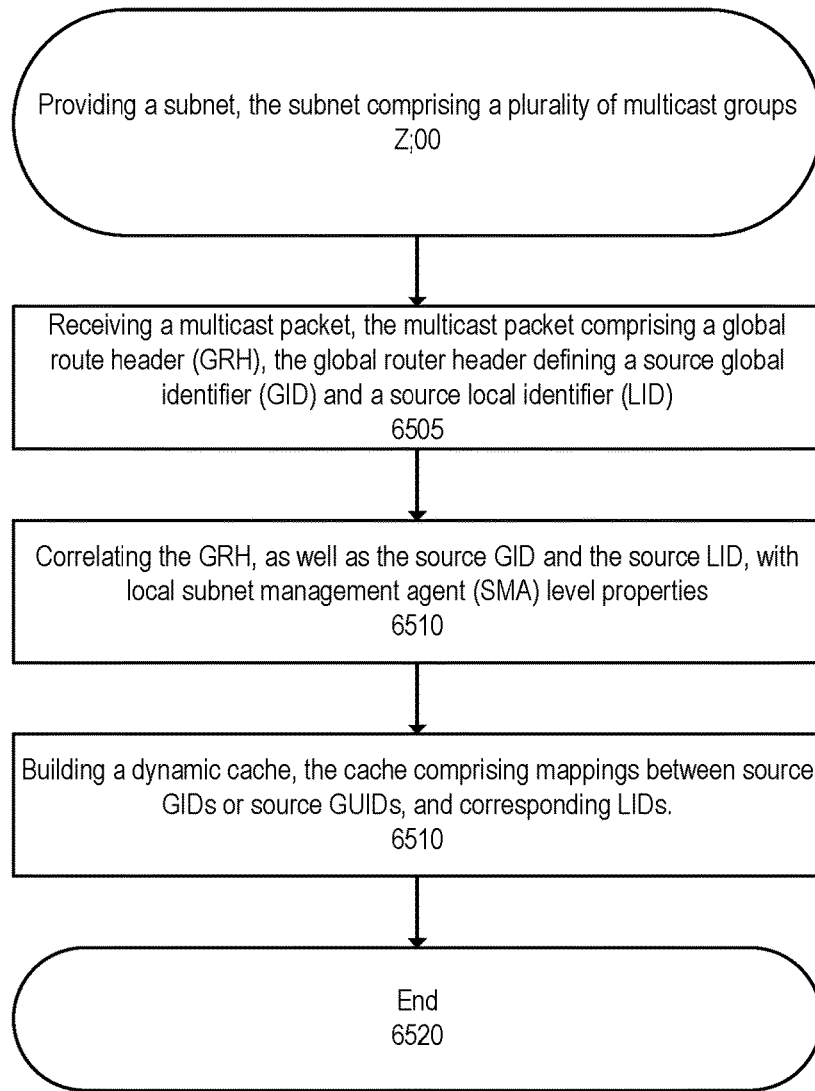 Providing a subnet, the subnet comprising a plurality of multicast groups
Z;00
Receiving a multicast packet, the multicast packet comprising a global
route header (GRH), the global router header defining a source global
identifier (GID) and a source local identifier (LID)
6505
Correlating the GRH, as well as the source GID and the source LID, with
local subnet management agent (SMA) level properties
6510
Building a dynamic cache, the cache comprising mappings between source
GIDs or source GUIDs, and corresponding LIDs.
6510
End
6520